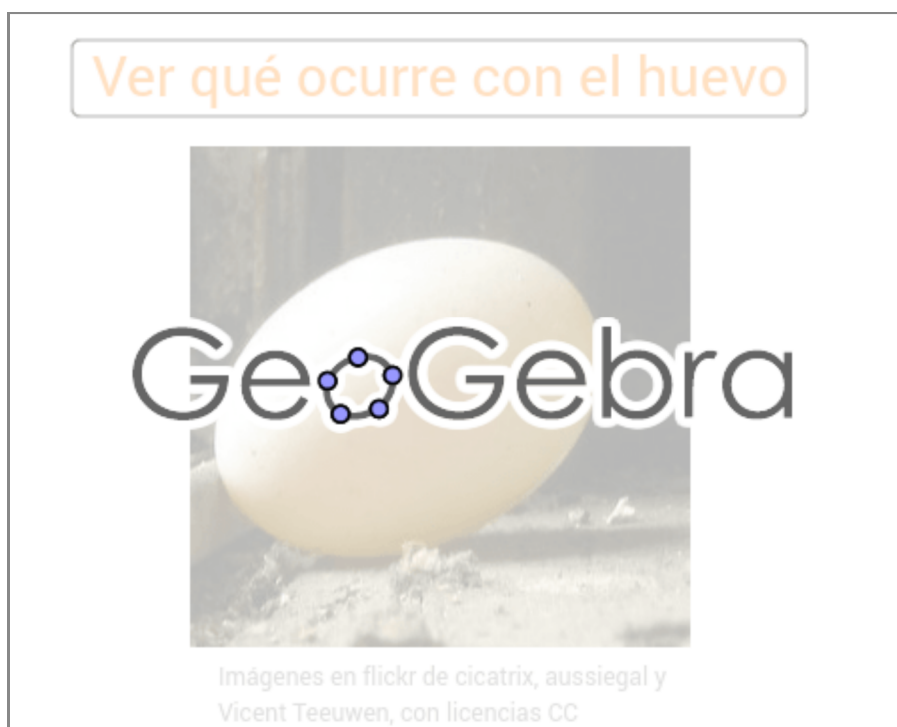 Ver qué ocurre con el huevo
GeoGebra
Imágenes en flickr de cicatrix, aussiegal y
Vicent Teeuwen, con licencias CC